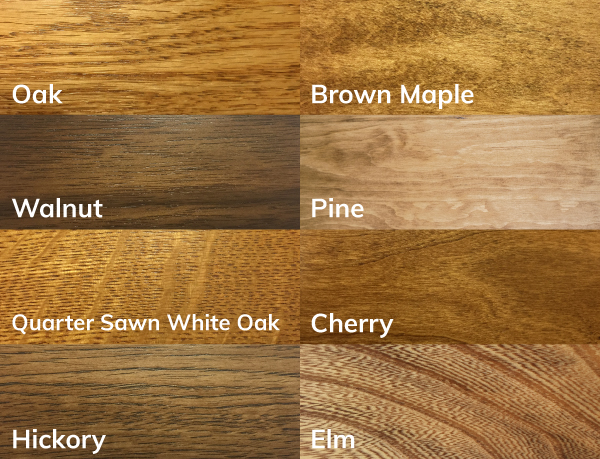 Oak
Brown Maple
Walnut
Pine
Quarter Sawn White Oak
Cherry
Hickory
Elm